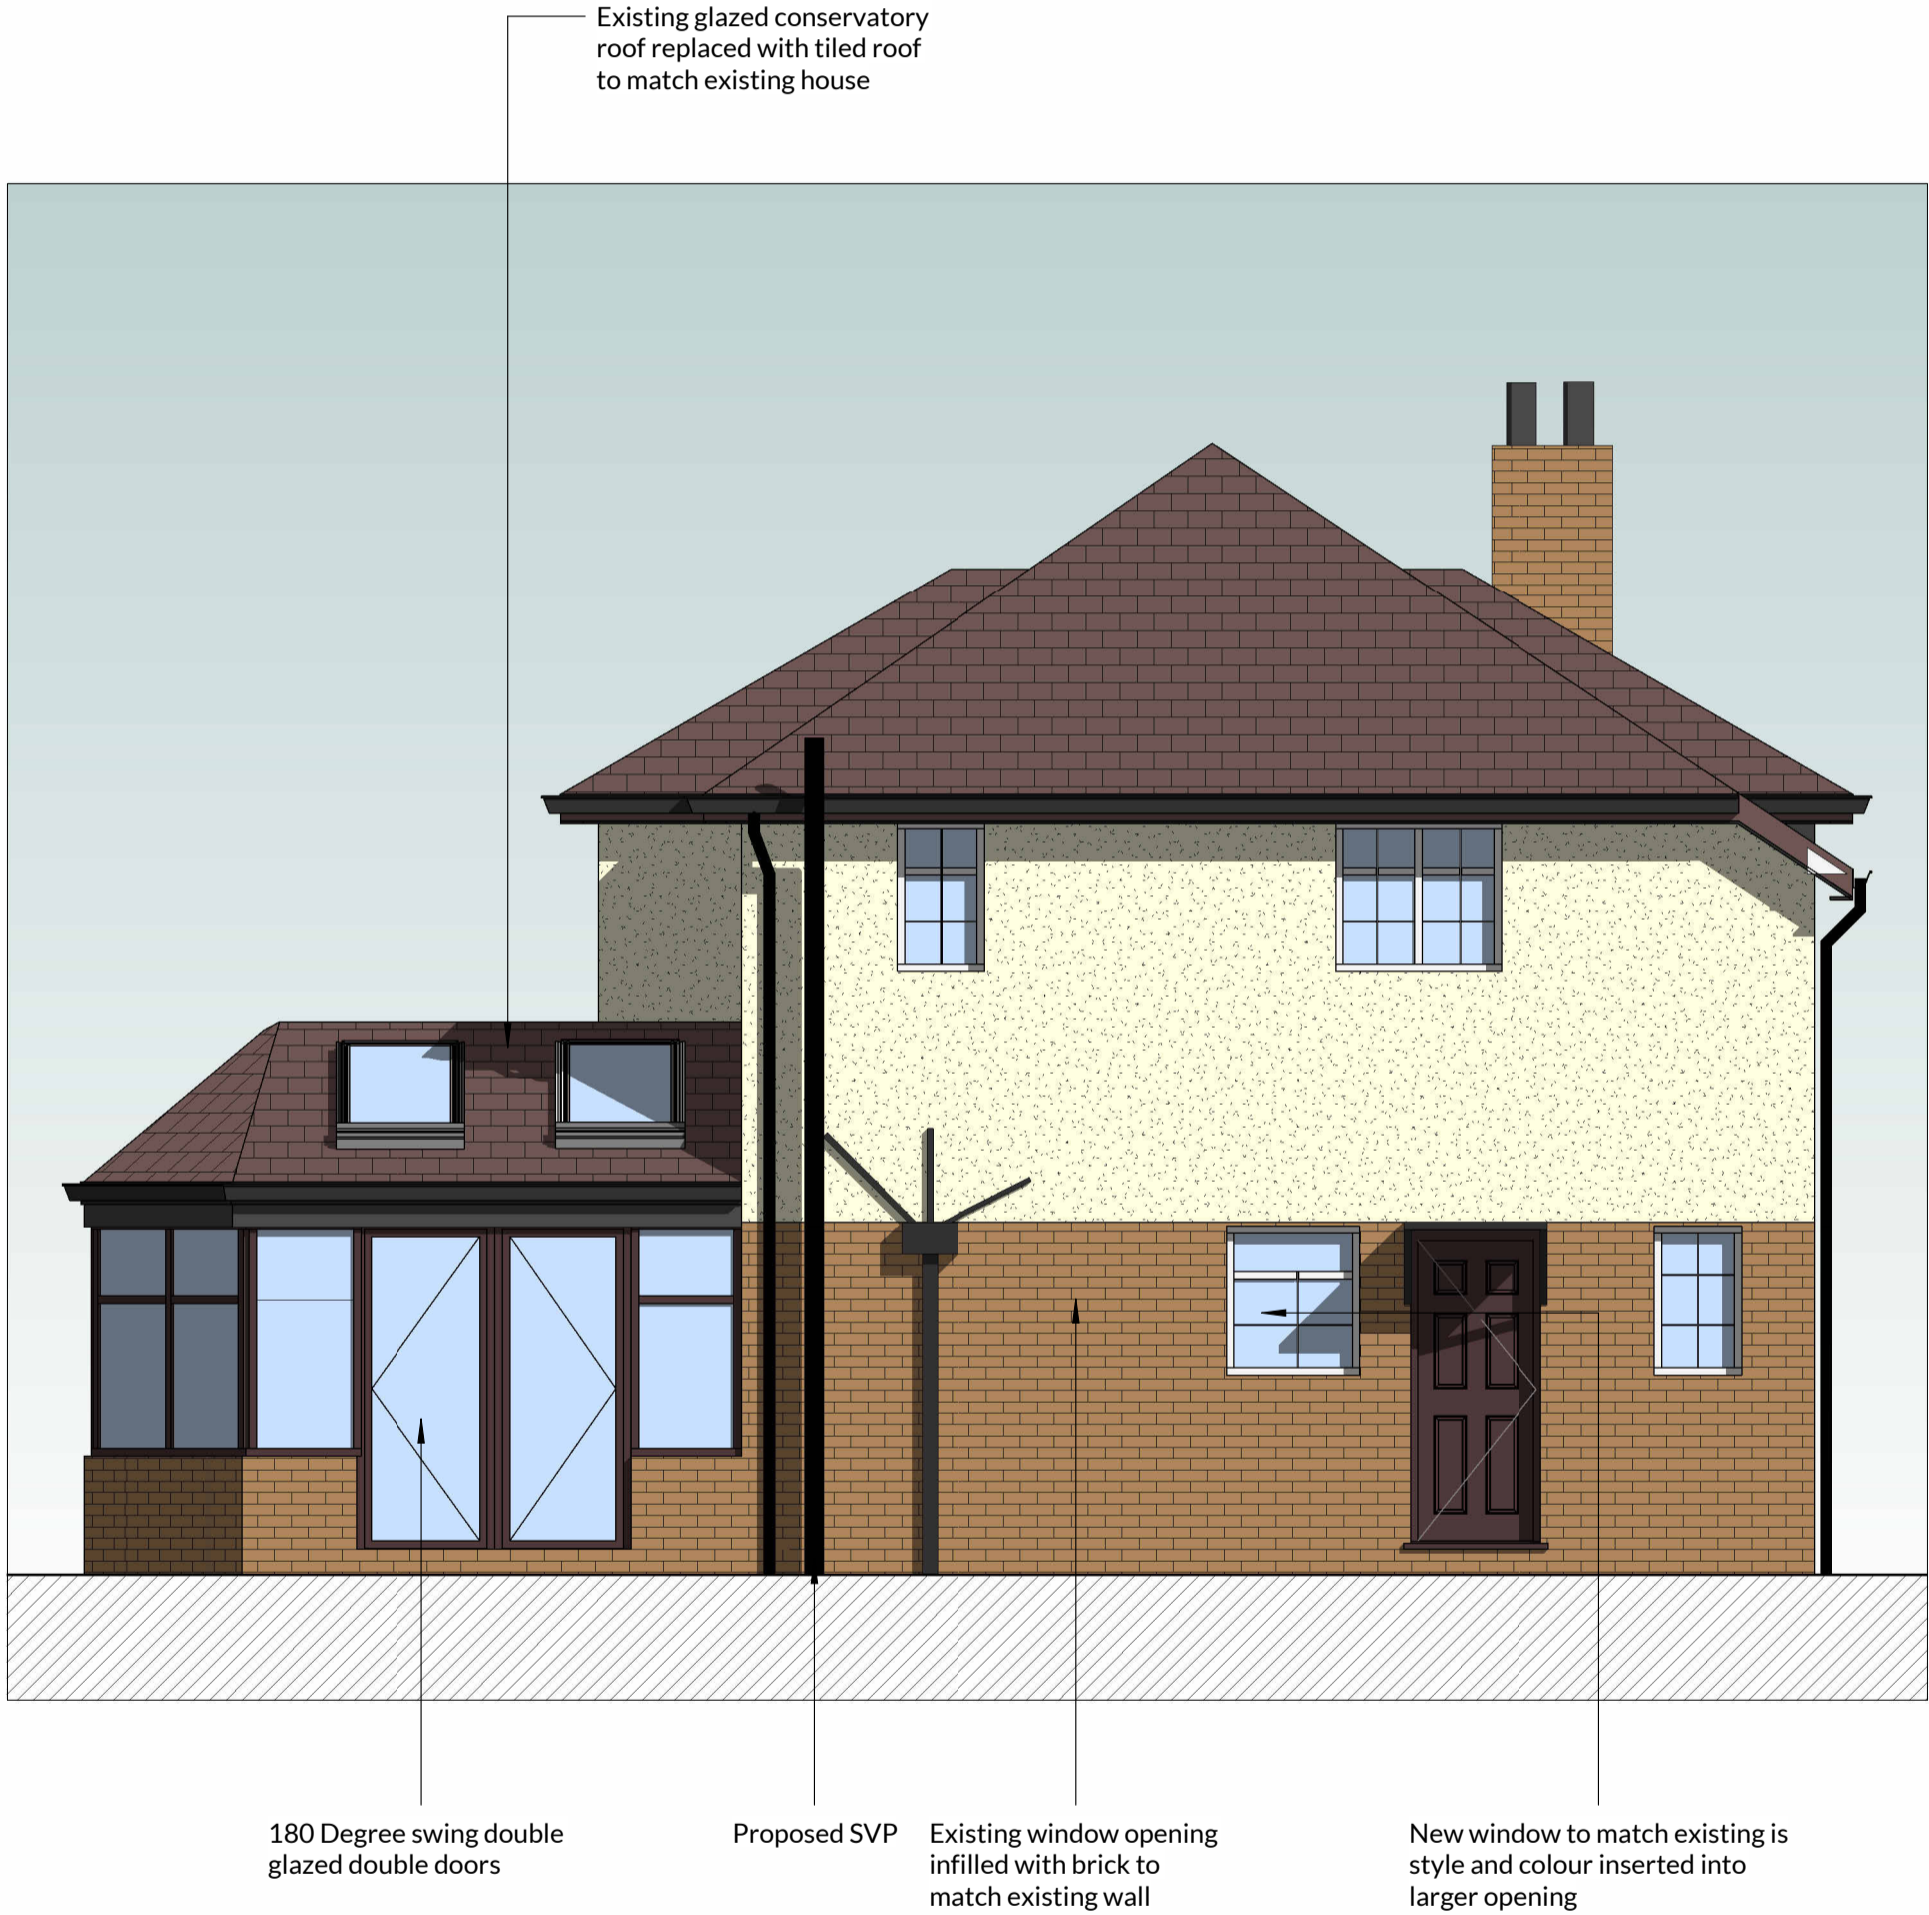 Existing glazed conservatory
roof replaced with tiled roof
to match existing house
180 Degree swing double
glazed double doors
Proposed SVP
Existing window opening
infilled with brick to
match existing wall
New window to match existing is
style and colour inserted into
larger opening